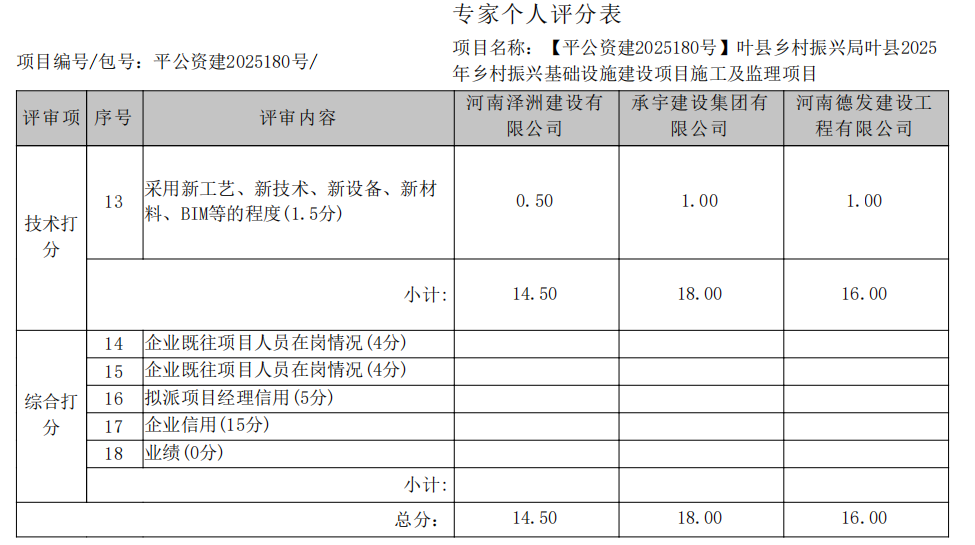 专家个人评分表
项目编号/包号: 平公资建2025180号/
项目名称: 【平公资建2025180号】叶县乡村振兴局叶县2025
年乡村振兴基础设施建设项目施工及监理项目
评审项 序号 评审内容 河南泽洲建设有 承宇建设集团有 河南德发建设工
限公司 限公司 程有限公司
技术打
分
13 采用新工艺、新技术、新设备、新材 0.50 1.00 1.00
料、BIM等的程度(1.5分)
小计: 14.50 18.00 16.00
综合打
分
14 企业既往项目人员在岗情况(4分)
15 企业既往项目人员在岗情况(4分)
16 拟派项目经理信用(5分)
17 企业信用(15分)
18 业绩(0分)
小计:
总分: 14.50 18.00 16.00